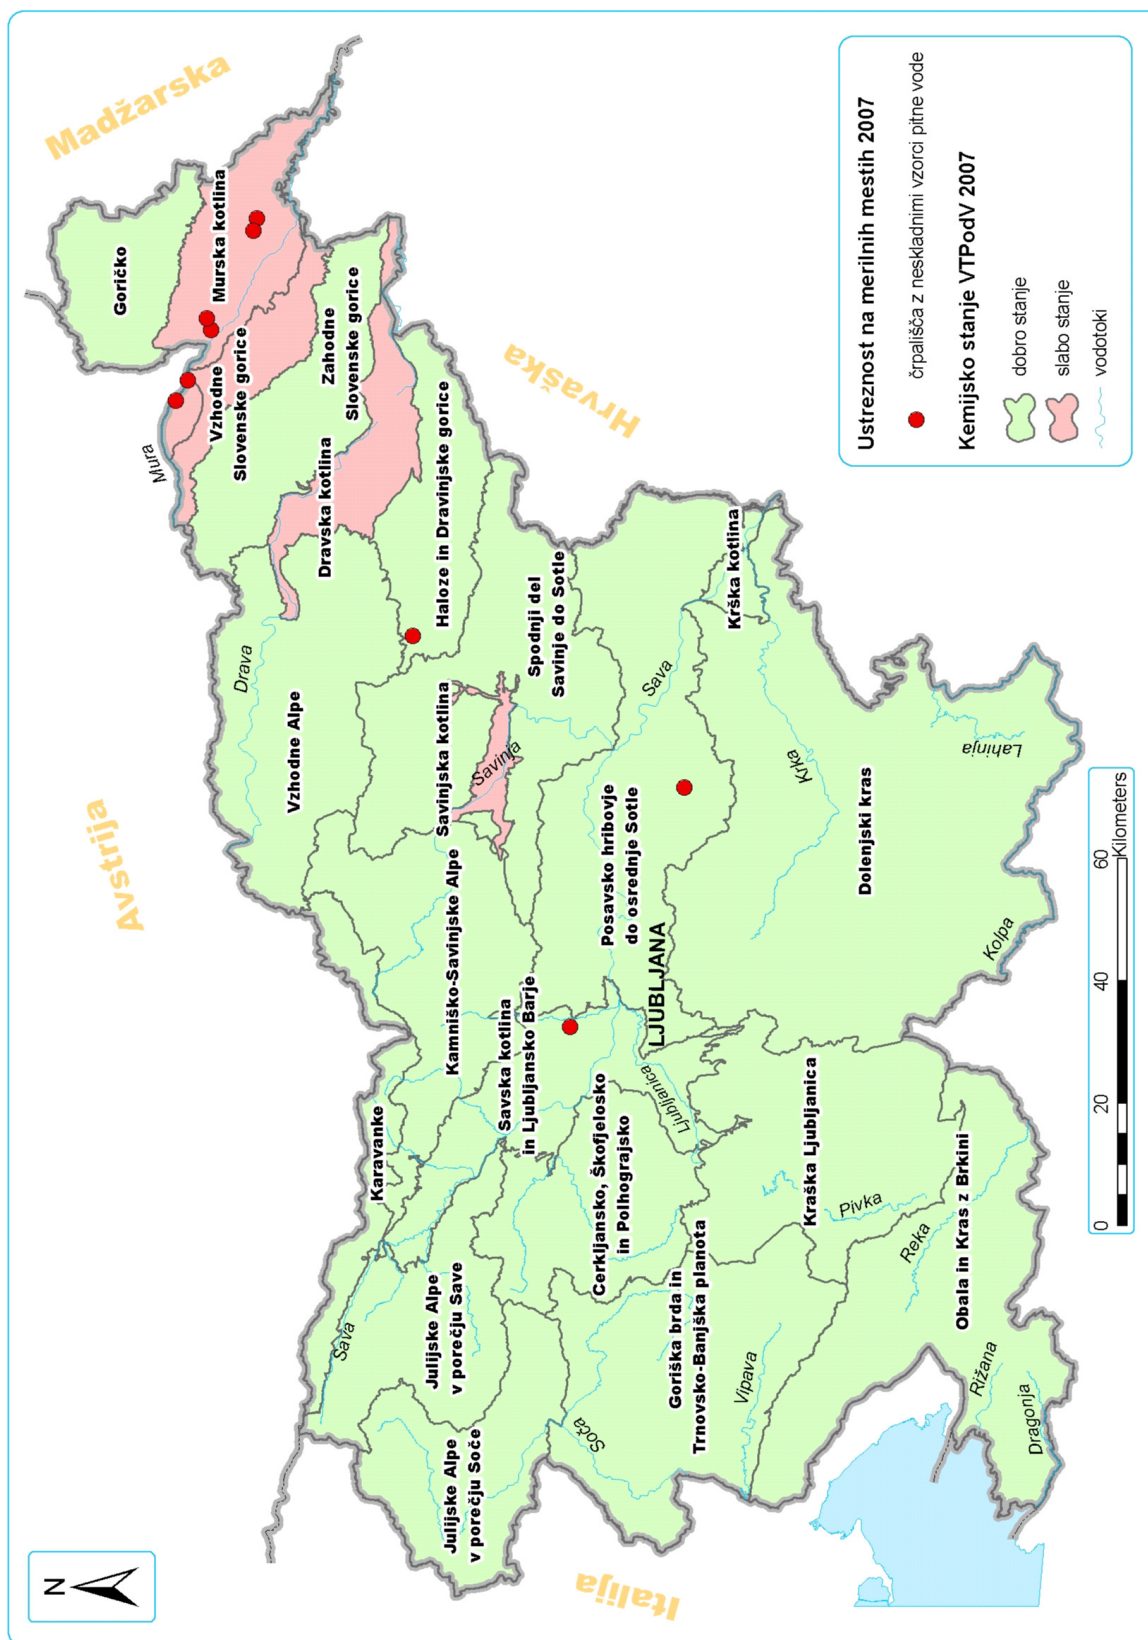 N
Avstrija
Madžarska
Hrvaška
Italija
Goričko
Murska kotlina
Vzhodne
Slovenske gorice
Zahodne
Slovenske gorice
Mura
Dravska kotlina
Drava
Vzhodne Alpe
Haloze in Dravinjske gorice
Karavanke
Sava
Julijske Alpe
v porečju Save
Julijske Alpe
v porečju Soče
Kamniško-Savinjske Alpe
Savinjska kotlina
Savinja
Spodnji del
Savinje do Sotle
Savska kotlina
in Ljubljansko Barje
Cerkljansko, Škofjelosko
in Polhograjsko
Posavsko hribovje
do osrednje Sotle
LJUBLJANA
Ljubljanica
Sava
Krška kotlina
Krka
Soča
Goriška brda in
Trnovsko-Banjška planota
Vipava
Kraška Ljubljanica
Pivka
Dolenjski kras
Lahinja
Kolpa
Reka
Obala in Kras z Brkini
Rižana
Dragonja
0
20
40
60
Kilometers
Ustreznost na merilnih mestih 2007
črpališča z neskladnimi vzorci pitne vode
Kemijsko stanje VTPodV 2007
dobro stanje
slabo stanje
vodotoki